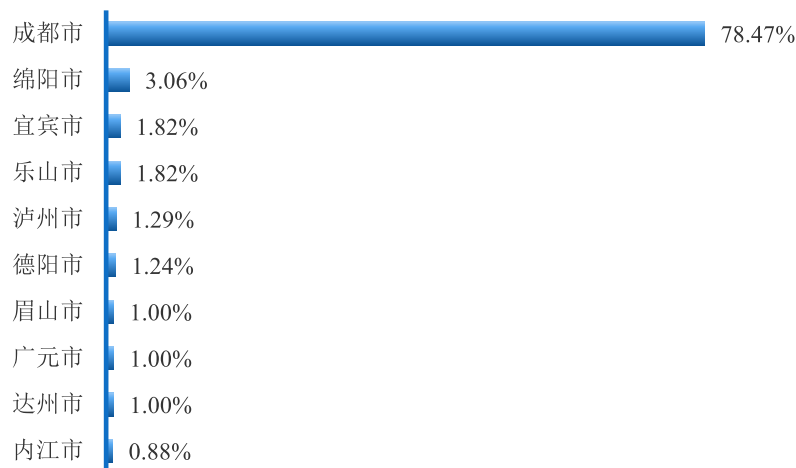 成都市 78.47%
绵阳市 3.06%
宜宾市 1.82%
乐山市 1.82%
泸州市 1.29%
德阳市 1.24%
眉山市 1.00%
广元市 1.00%
达州市 1.00%
内江市 0.88%